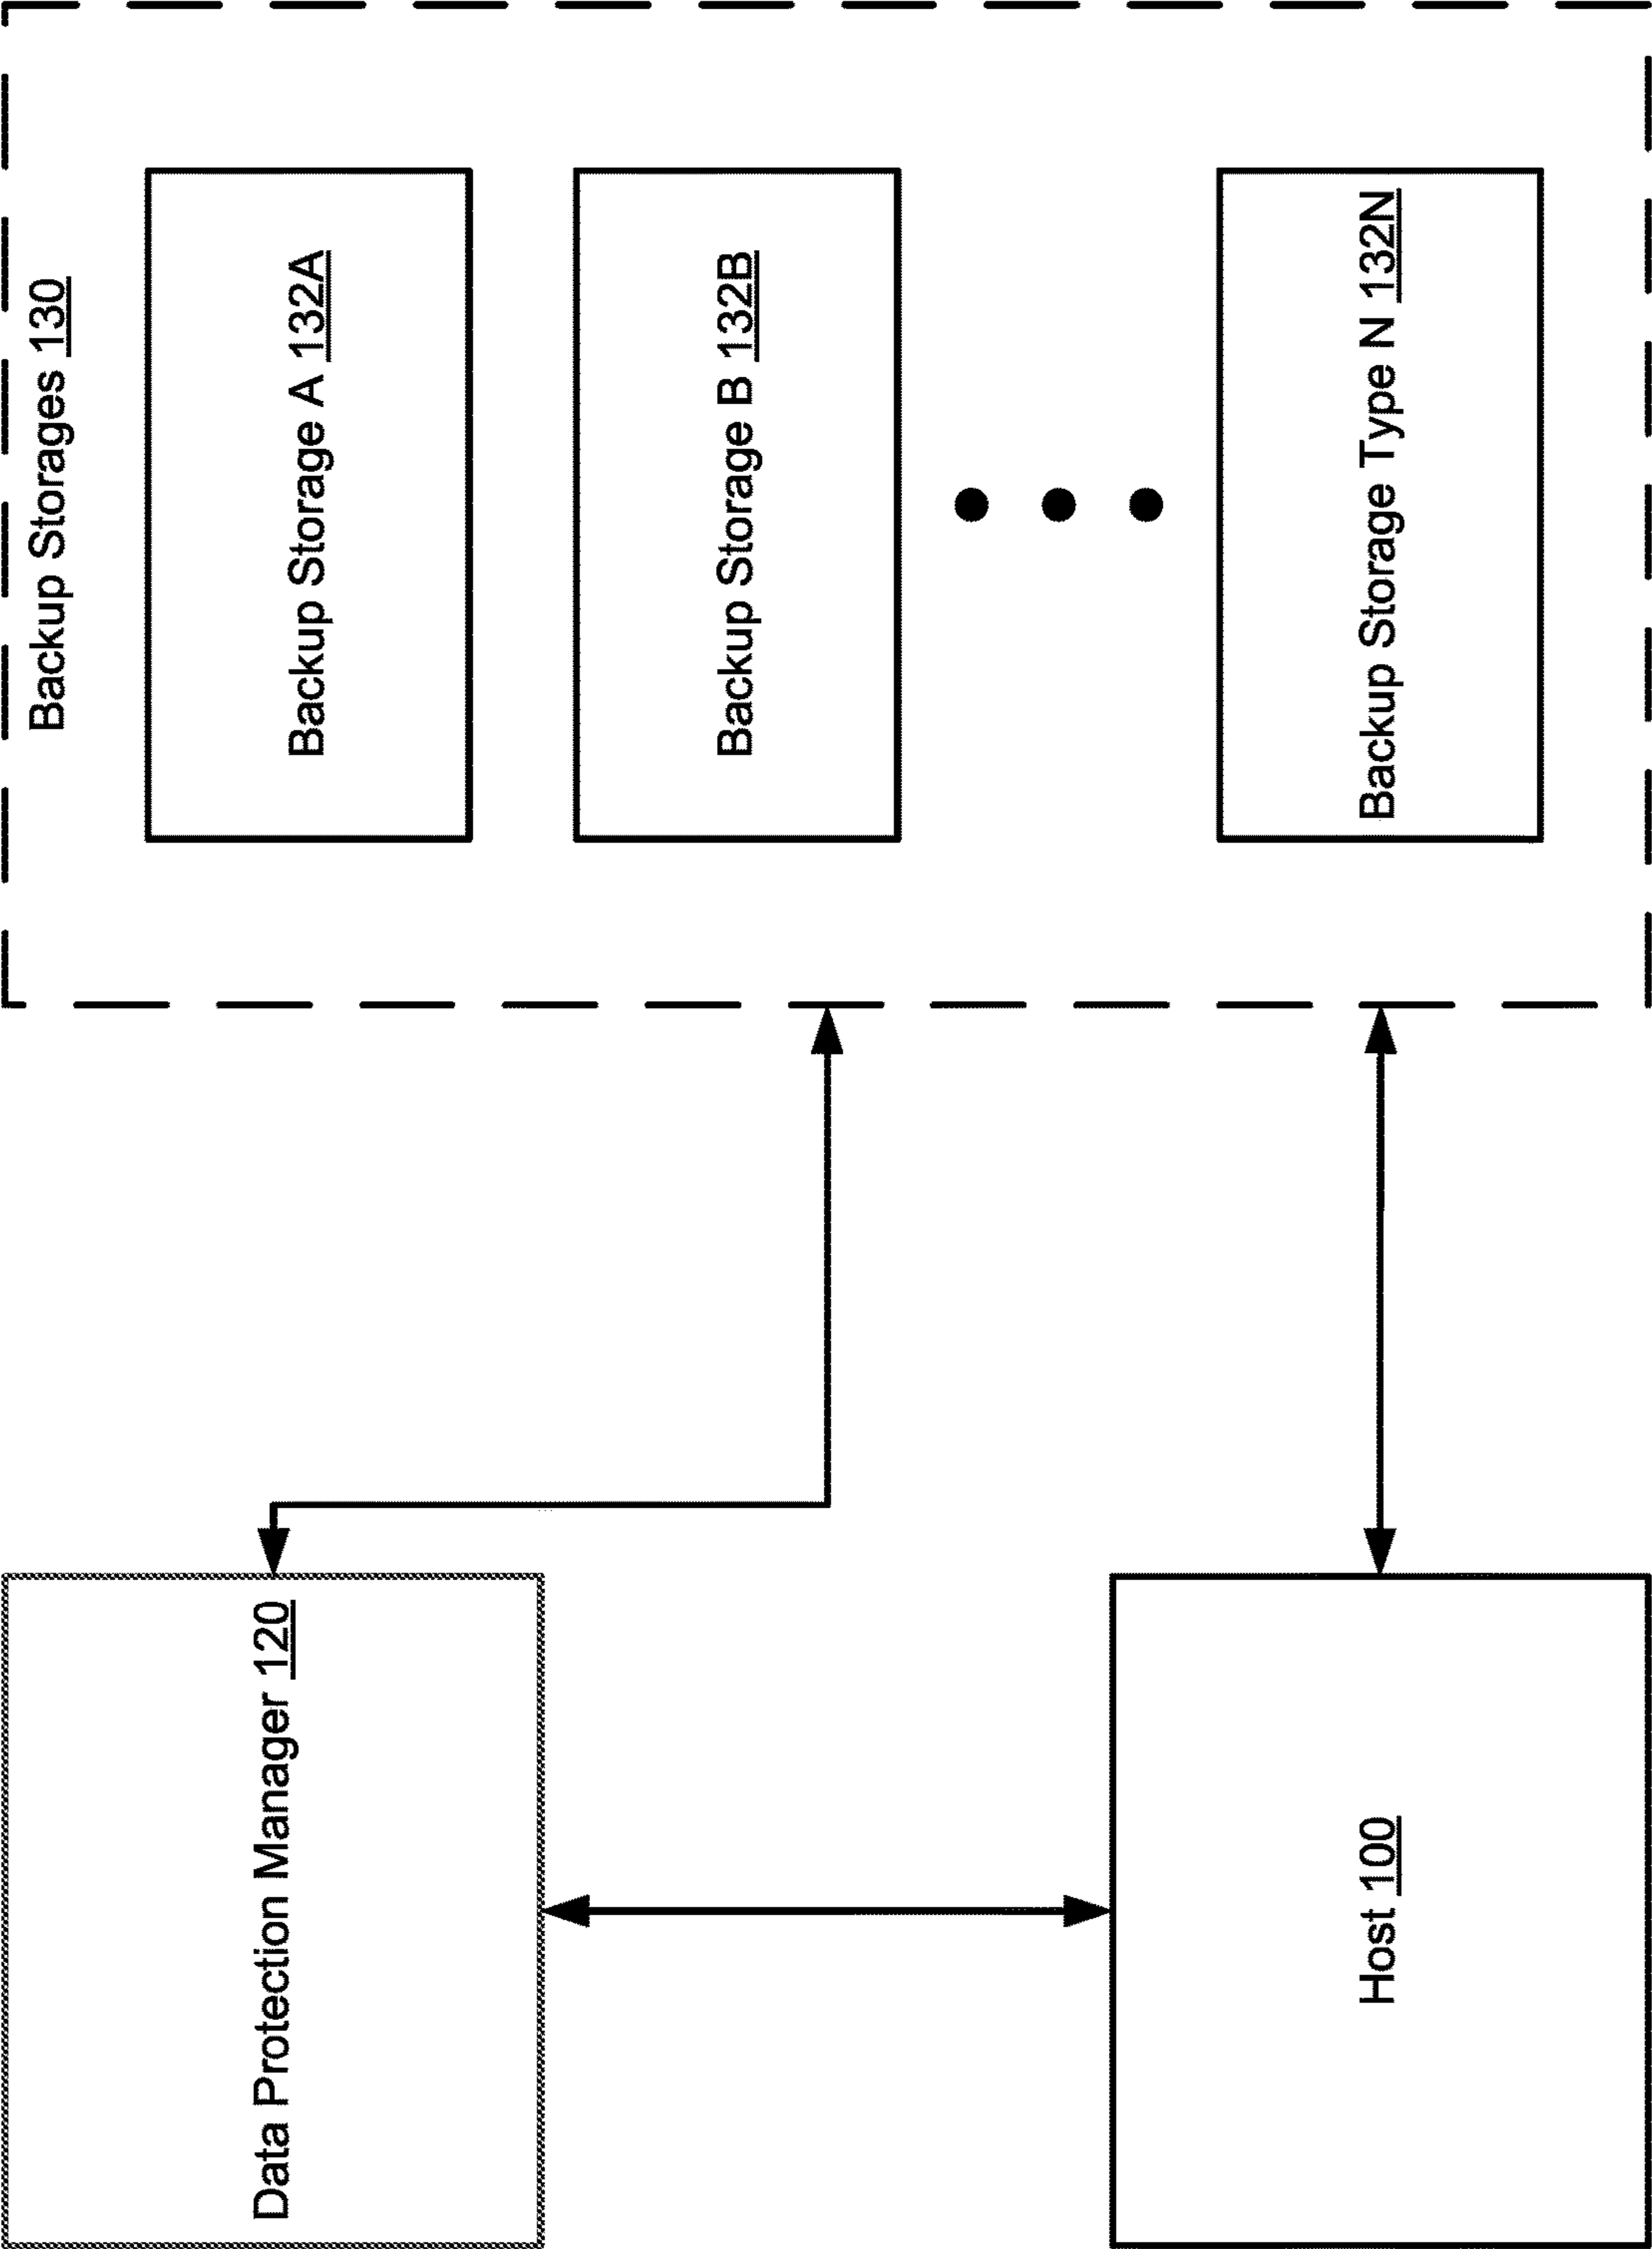 Data Protection Manager 120
Host 100
Backup Storages 130
Backup Storage A 132A
Backup Storage B 132B
Backup Storage Type N 132N